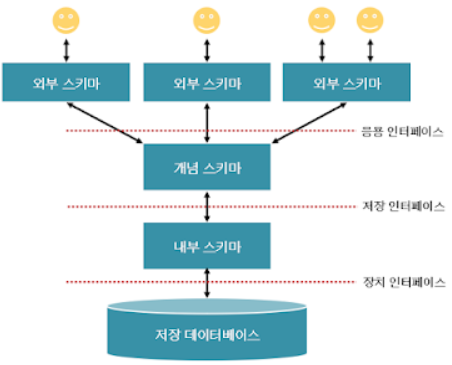 외부 스키마
외부 스키마
외부 스키마
응용 인터페이스
개념 스키마
저장 인터페이스
내부 스키마
장치 인터페이스
저장 데이터베이스